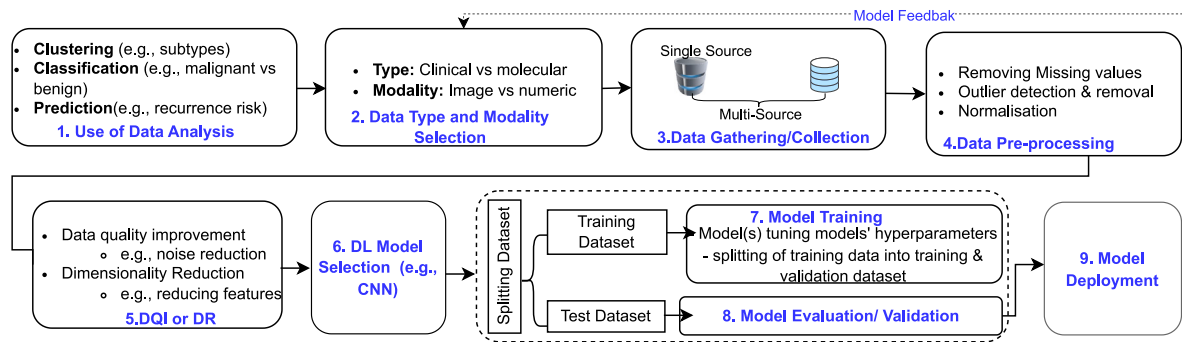 Model Feedbak
• Clustering (e.g., subtypes)
• Classification (e.g., malignant vs
benign)
• Prediction(e.g., recurrence risk)
1. Use of Data Analysis
• Type: Clinical vs molecular
• Modality: Image vs numeric
2. Data Type and Modality
Selection
Single Source
Multi-Source
3.Data Gathering/Collection
• Removing Missing values
• Outlier detection & removal
• Normalisation
4.Data Pre-processing
• Data quality improvement
o e.g., noise reduction
• Dimensionality Reduction
o e.g., reducing features
5.DQI or DR
6. DL Model
Selection (e.g.,
CNN)
Splitting Dataset
Training
Dataset
7. Model Training
Model(s) tuning models' hyperparameters
- splitting of training data into training &
validation dataset
Test Dataset
8. Model Evaluation/ Validation
9. Model
Deployment